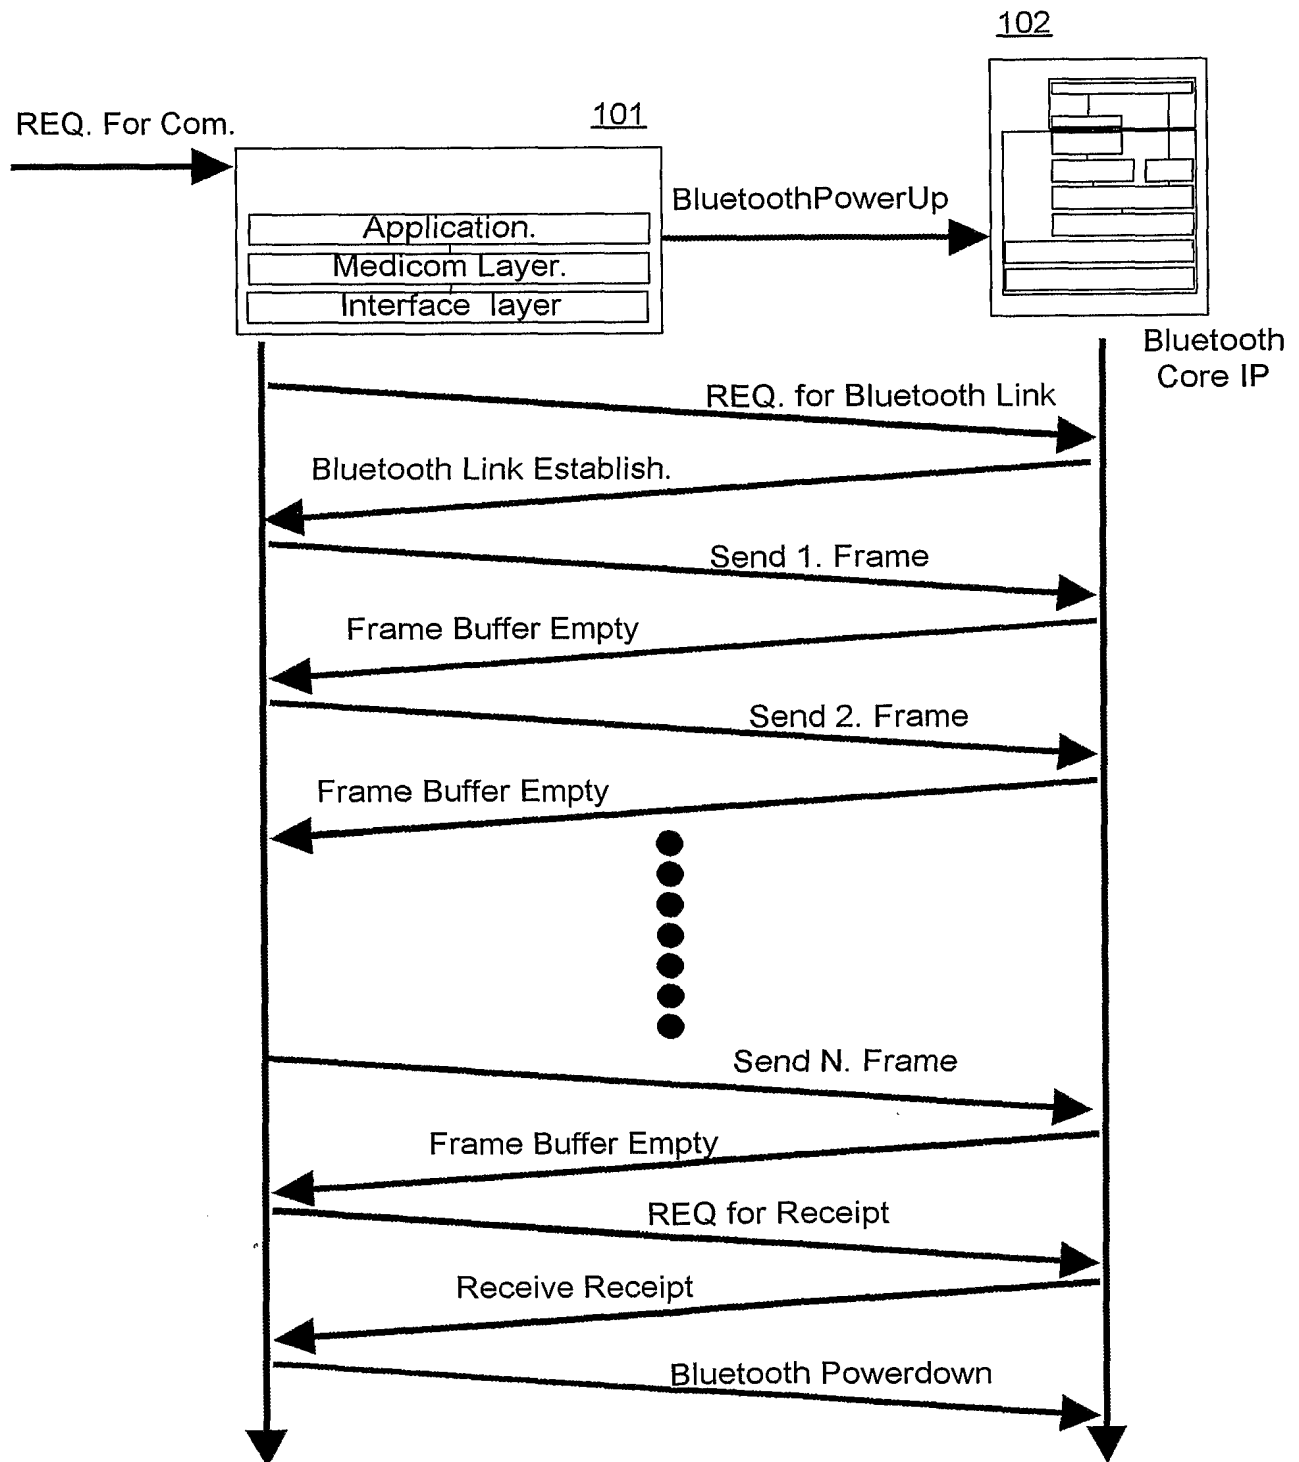 102
REQ. For Com.
101
BluetoothPowerUp
Application.
Medicom Layer.
Interface layer
Bluetooth
Core IP
REQ. for Bluetooth Link
Bluetooth Link Establish.
Send 1. Frame
Frame Buffer Empty
Send 2. Frame
Frame Buffer Empty
Send N. Frame
Frame Buffer Empty
REQ for Receipt
Receive Receipt
Bluetooth Powerdown